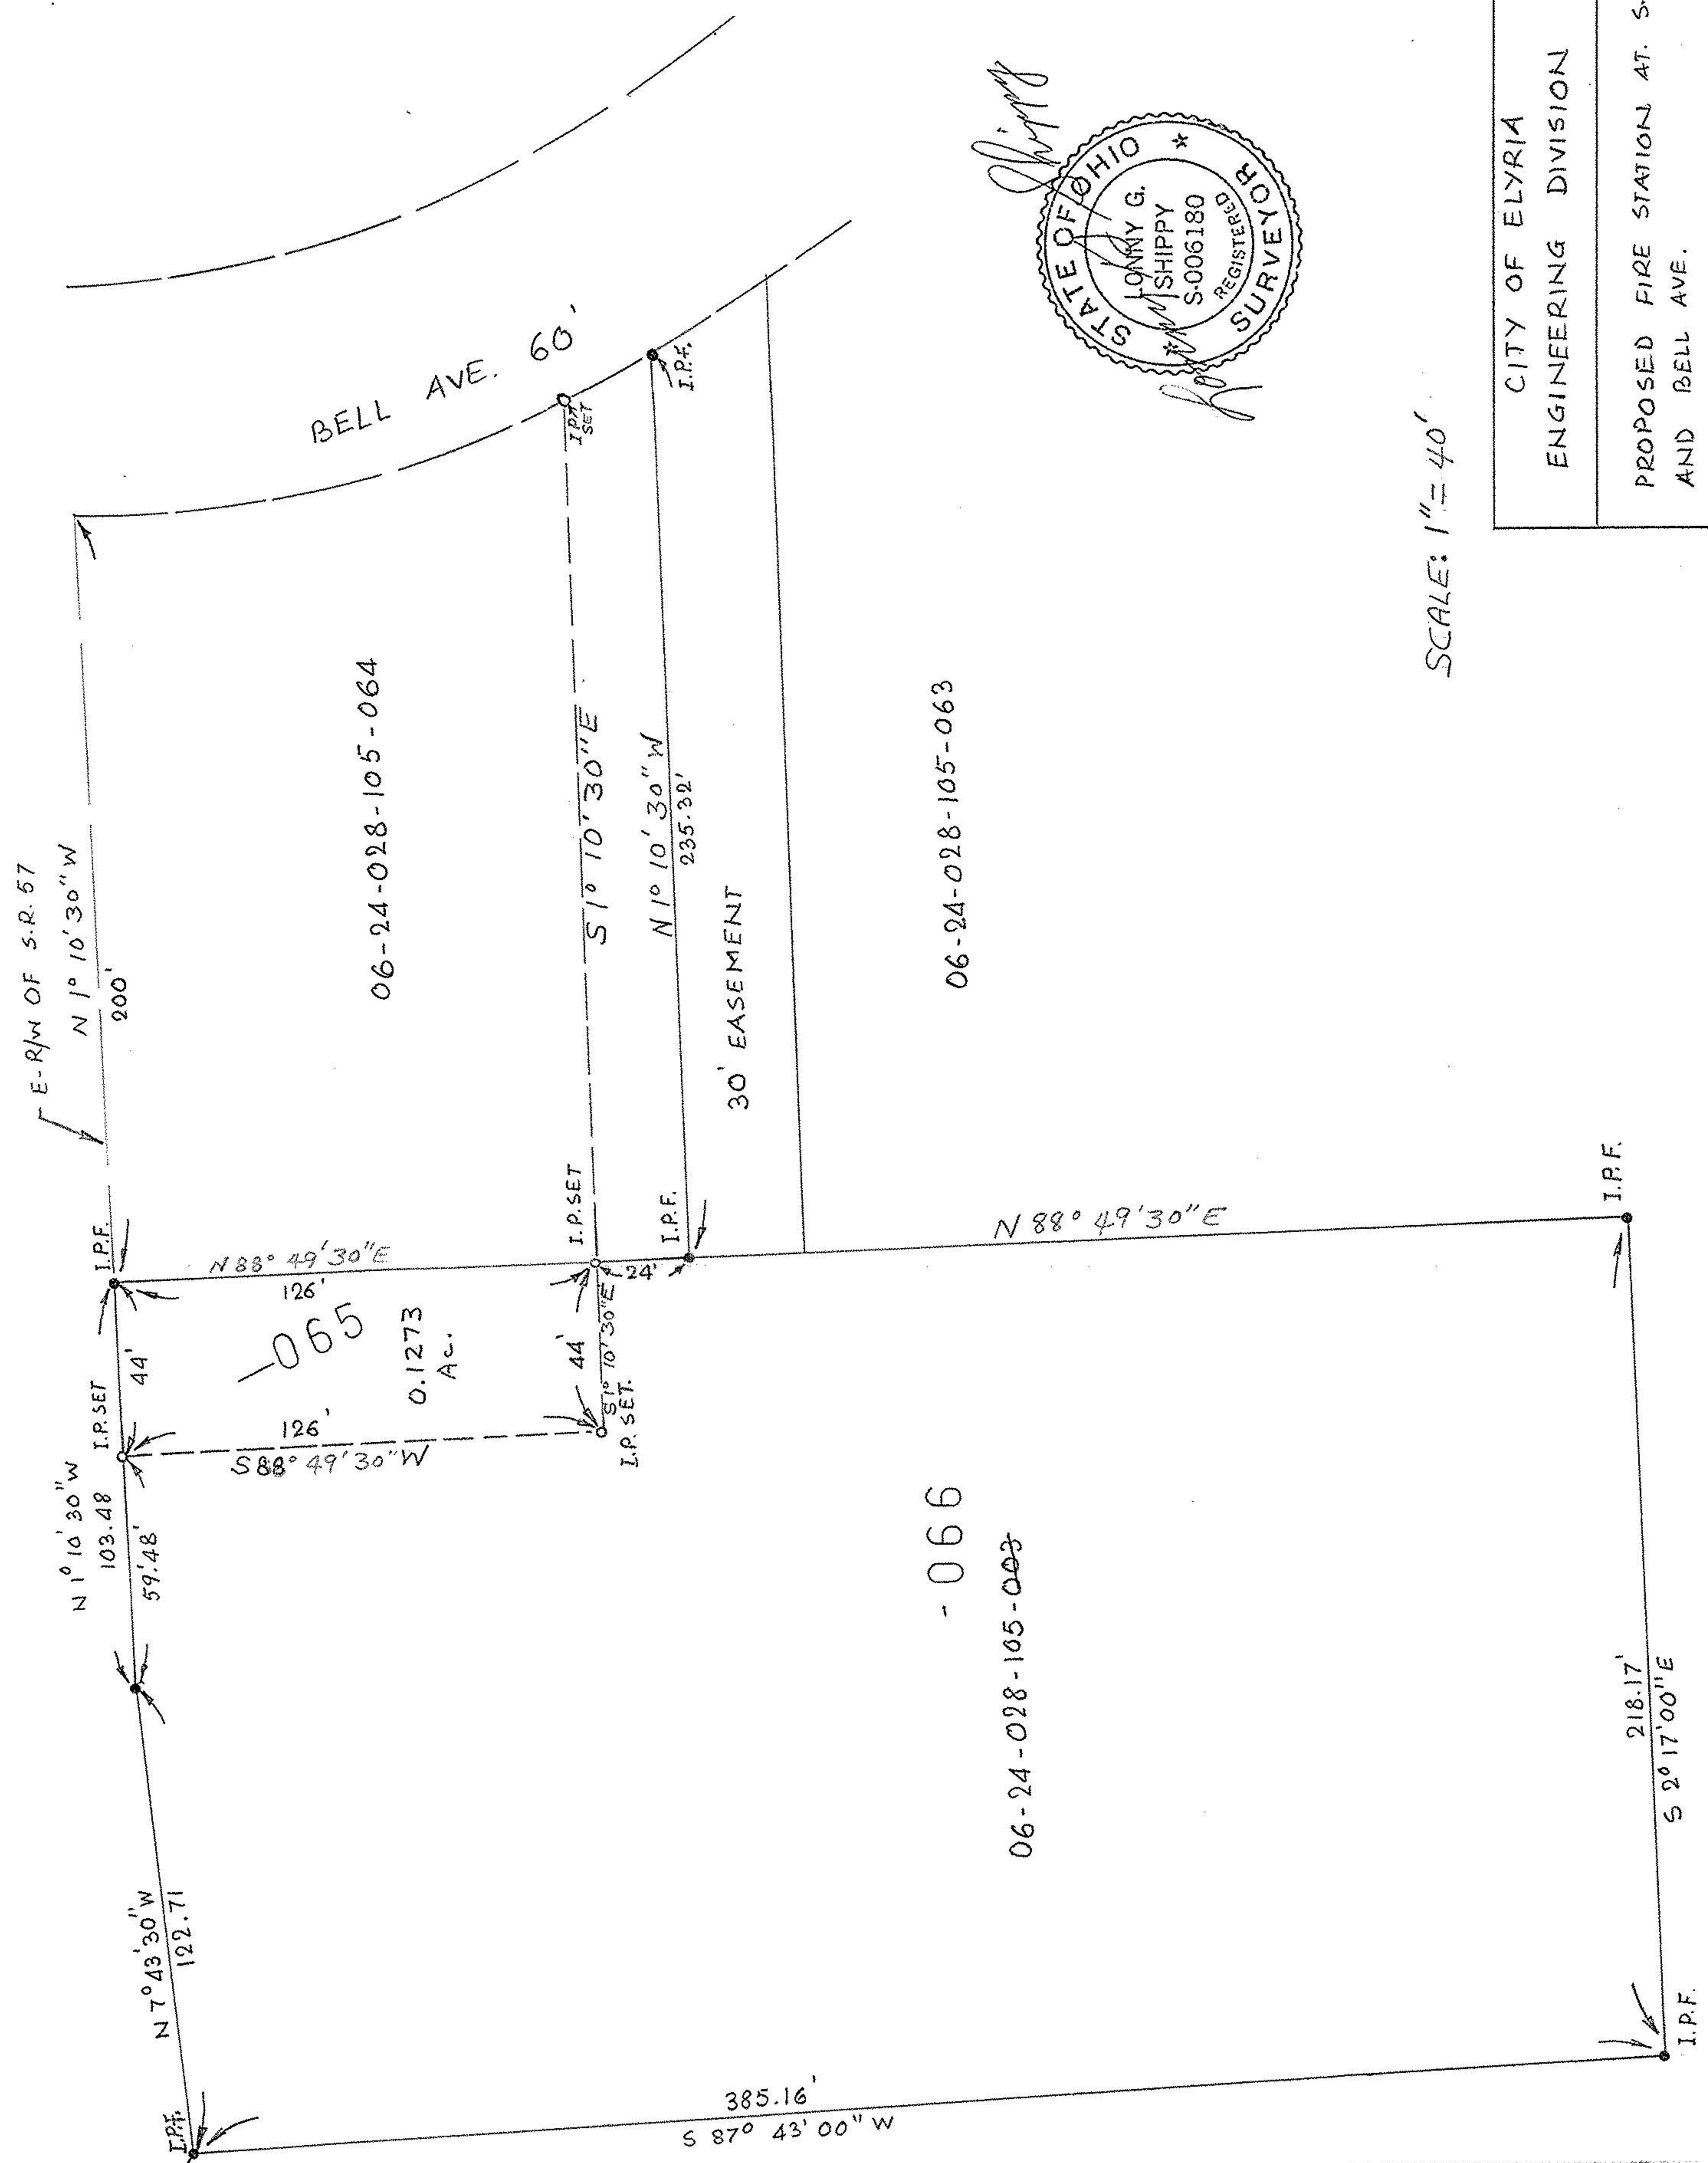 E-R/W OF S.R. 57
N 1° 10' 30" W
200'
BELL AVE. 60'
I.P.F.
I.P.SET
I.P.F.
44'
N 1° 10' 30" W
103.48
59.48'
N 7° 43' 30" W
122.71
I.P.F.
06-24-028-105-064
N 88° 49' 30" E
126'
-065
0.1273
Ac.
126'
S 88° 49' 30" W
I.P. SET
S 1° 10' 30" E
I.P. SET
44'
S 1° 10' 30" E
I.P. SET.
24'
I.P.F.
N 1° 10' 30" W
235.32'
I.P.F.
30' EASEMENT
06-24-028-105-063
N 88° 49' 30" E
I.P.F.
-066
06-24-028-105-003
218.17'
S 2° 17' 00" E
385.16'
S 87° 43' 00" W
I.P.F.
STATE OF OHIO
LONNY G.
SHIPPY
S-006180
REGISTERED
SURVEYOR
Lonny G. Shippy
SCALE: 1" = 40'
CITY OF ELYRIA
ENGINEERING DIVISION
PROPOSED FIRE STATION AT. S.
AND BELL AVE.